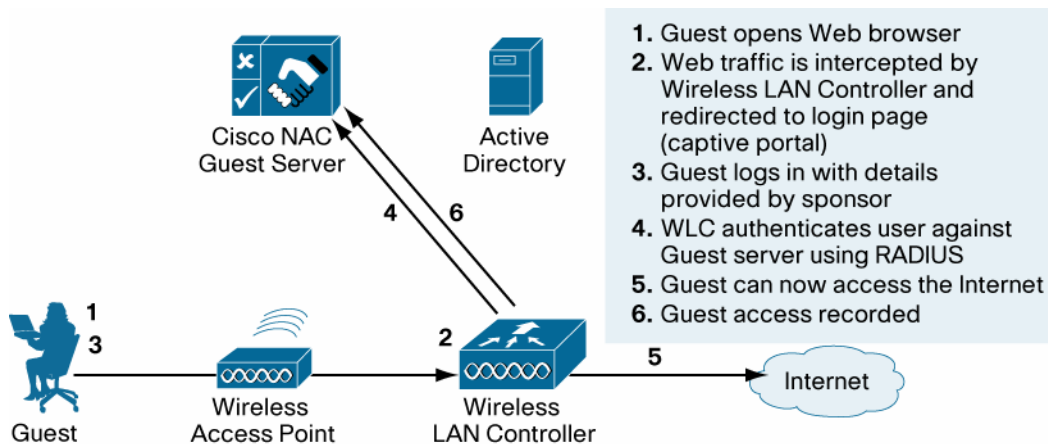 1. Guest opens Web browser
2. Web traffic is intercepted by
Wireless LAN Controller and
redirected to login page
(captive portal)
3. Guest logs in with details
provided by sponsor
4. WLC authenticates user against
Guest server using RADIUS
5. Guest can now access the Internet
6. Guest access recorded
Cisco NAC
Guest Server
Active
Directory
4
6
1
3
2
5
Guest
Wireless
Access Point
Wireless
LAN Controller
Internet